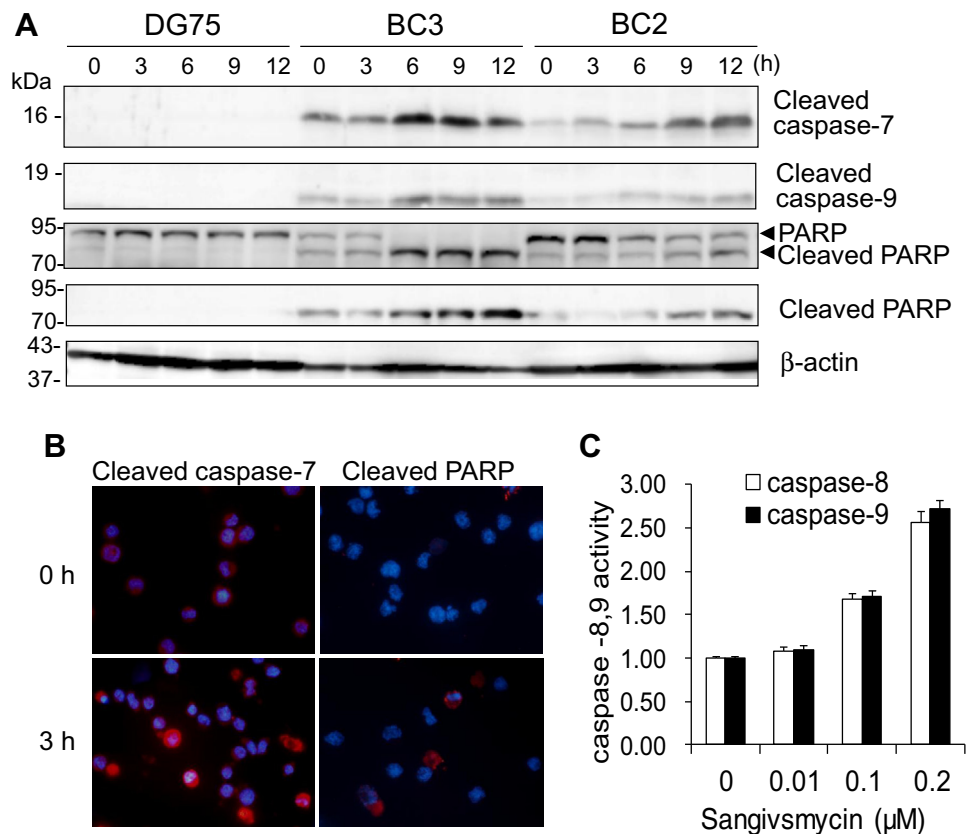 A
DG75 BC3 BC2
kDa 0 3 6 9 12 0 3 6 9 12 0 3 6 9 12 (h)
16 - Cleaved
caspase-7
19 - Cleaved
caspase-9
95- PARP
70- Cleaved PARP
95-
70- Cleaved PARP
43-
37- β-actin
B
Cleaved caspase-7 Cleaved PARP
0 h
3 h
C
caspase -8,9 activity
caspase-8
caspase-9
3.00
2.50
2.00
1.50
1.00
0.50
0.00
0 0.01 0.1 0.2
Sangivsmycin (μM)